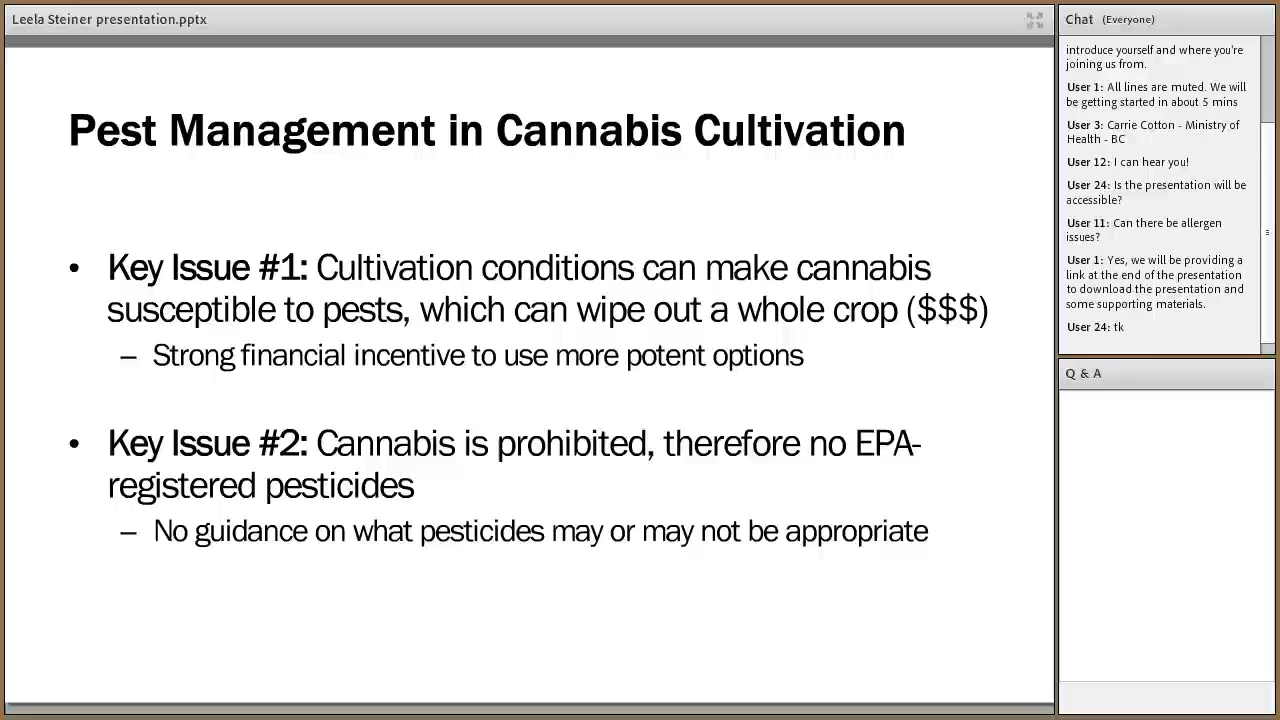 Leela Steiner presentation.pptx
Pest Management in Cannabis Cultivation
• Key Issue #1: Cultivation conditions can make cannabis
susceptible to pests, which can wipe out a whole crop ($$$)
– Strong financial incentive to use more potent options
• Key Issue #2: Cannabis is prohibited, therefore no EPA-
registered pesticides
– No guidance on what pesticides may or may not be appropriate
Chat (Everyone)
introduce yourself and where you're
joining us from.
User 1: All lines are muted. We will
be getting started in about 5 mins
User 3: Carrie Cotton - Ministry of
Health - BC
User 12: I can hear you!
User 24: Is the presentation will be
accessible?
User 11: Can there be allergen
issues?
User 1: Yes, we will be providing a
link at the end of the presentation
to download the presentation and
some supporting materials.
User 24: tk
Q & A